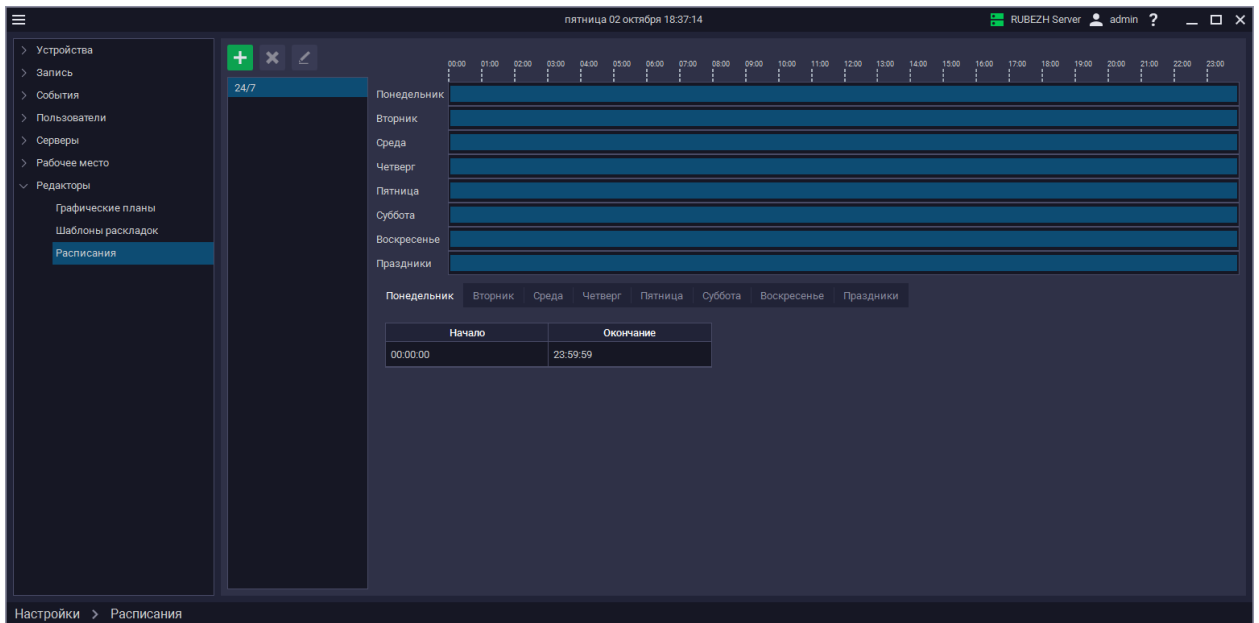 пятница 02 октября 18:37:14
RUBEZH Server admin ?
Устройства
Запись
События
Пользователи
Серверы
Рабочее место
Редакторы
Графические планы
Шаблоны раскладок
Расписания
24/7
00:00 01:00 02:00 03:00 04:00 05:00 06:00 07:00 08:00 09:00 10:00 11:00 12:00 13:00 14:00 15:00 16:00 17:00 18:00 19:00 20:00 21:00 22:00 23:00
Понедельник
Вторник
Среда
Четверг
Пятница
Суббота
Воскресенье
Праздники
Понедельник Вторник Среда Четверг Пятница Суббота Воскресенье Праздники
Начало Окончание
00:00:00 23:59:59
Настройки > Расписания